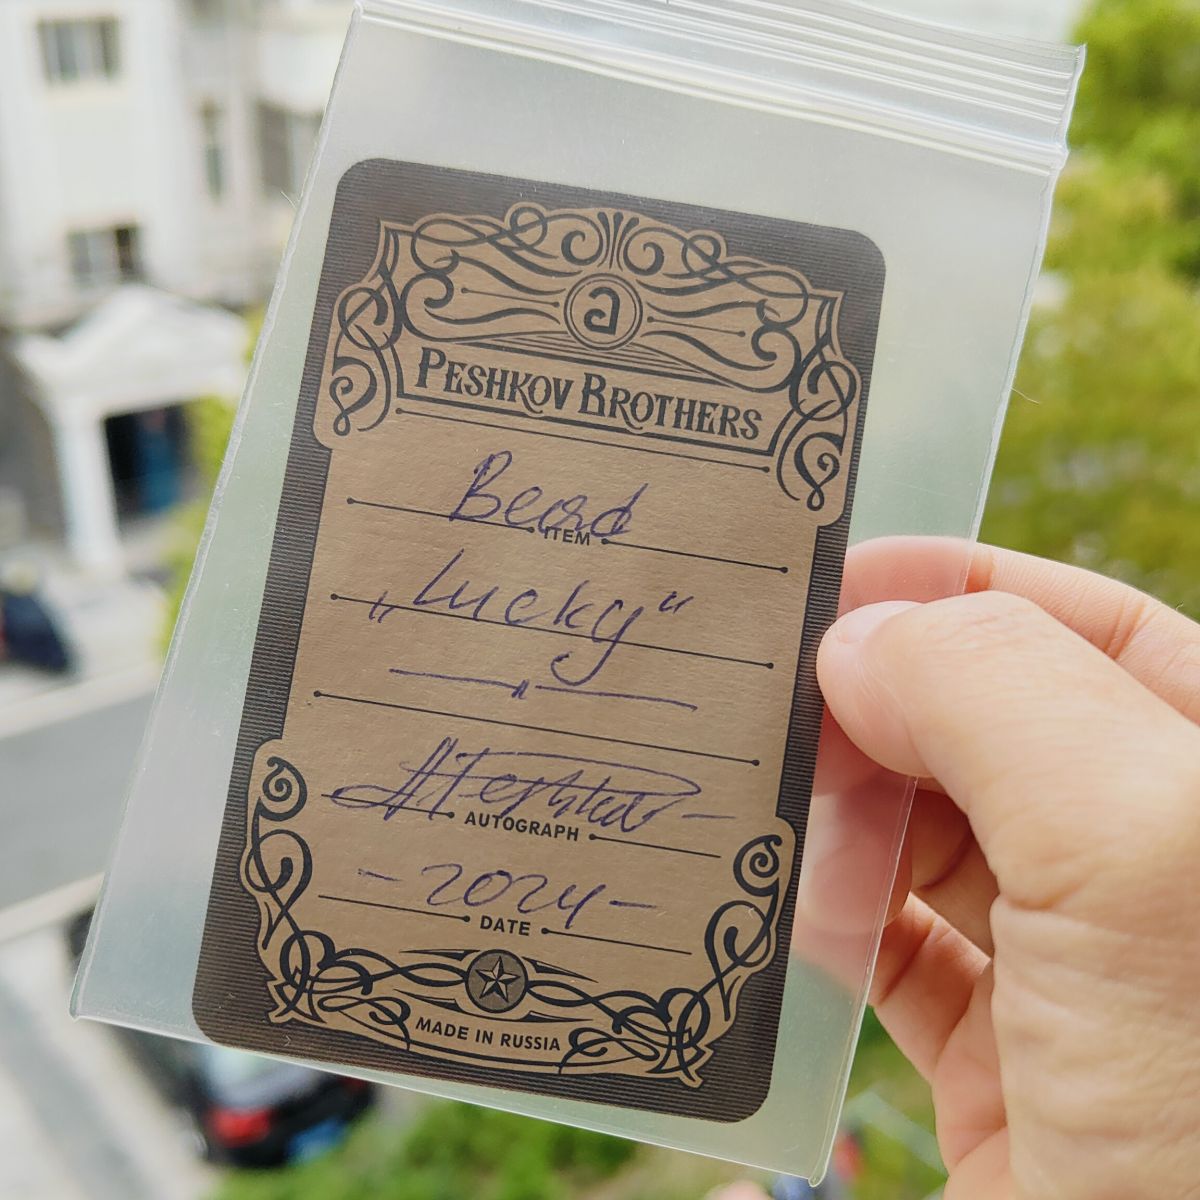 PESHKOV BROTHERS
Bead
ITEM
„Lucky“
—"—
AUTOGRAPH
-2024-
DATE
MADE IN RUSSIA